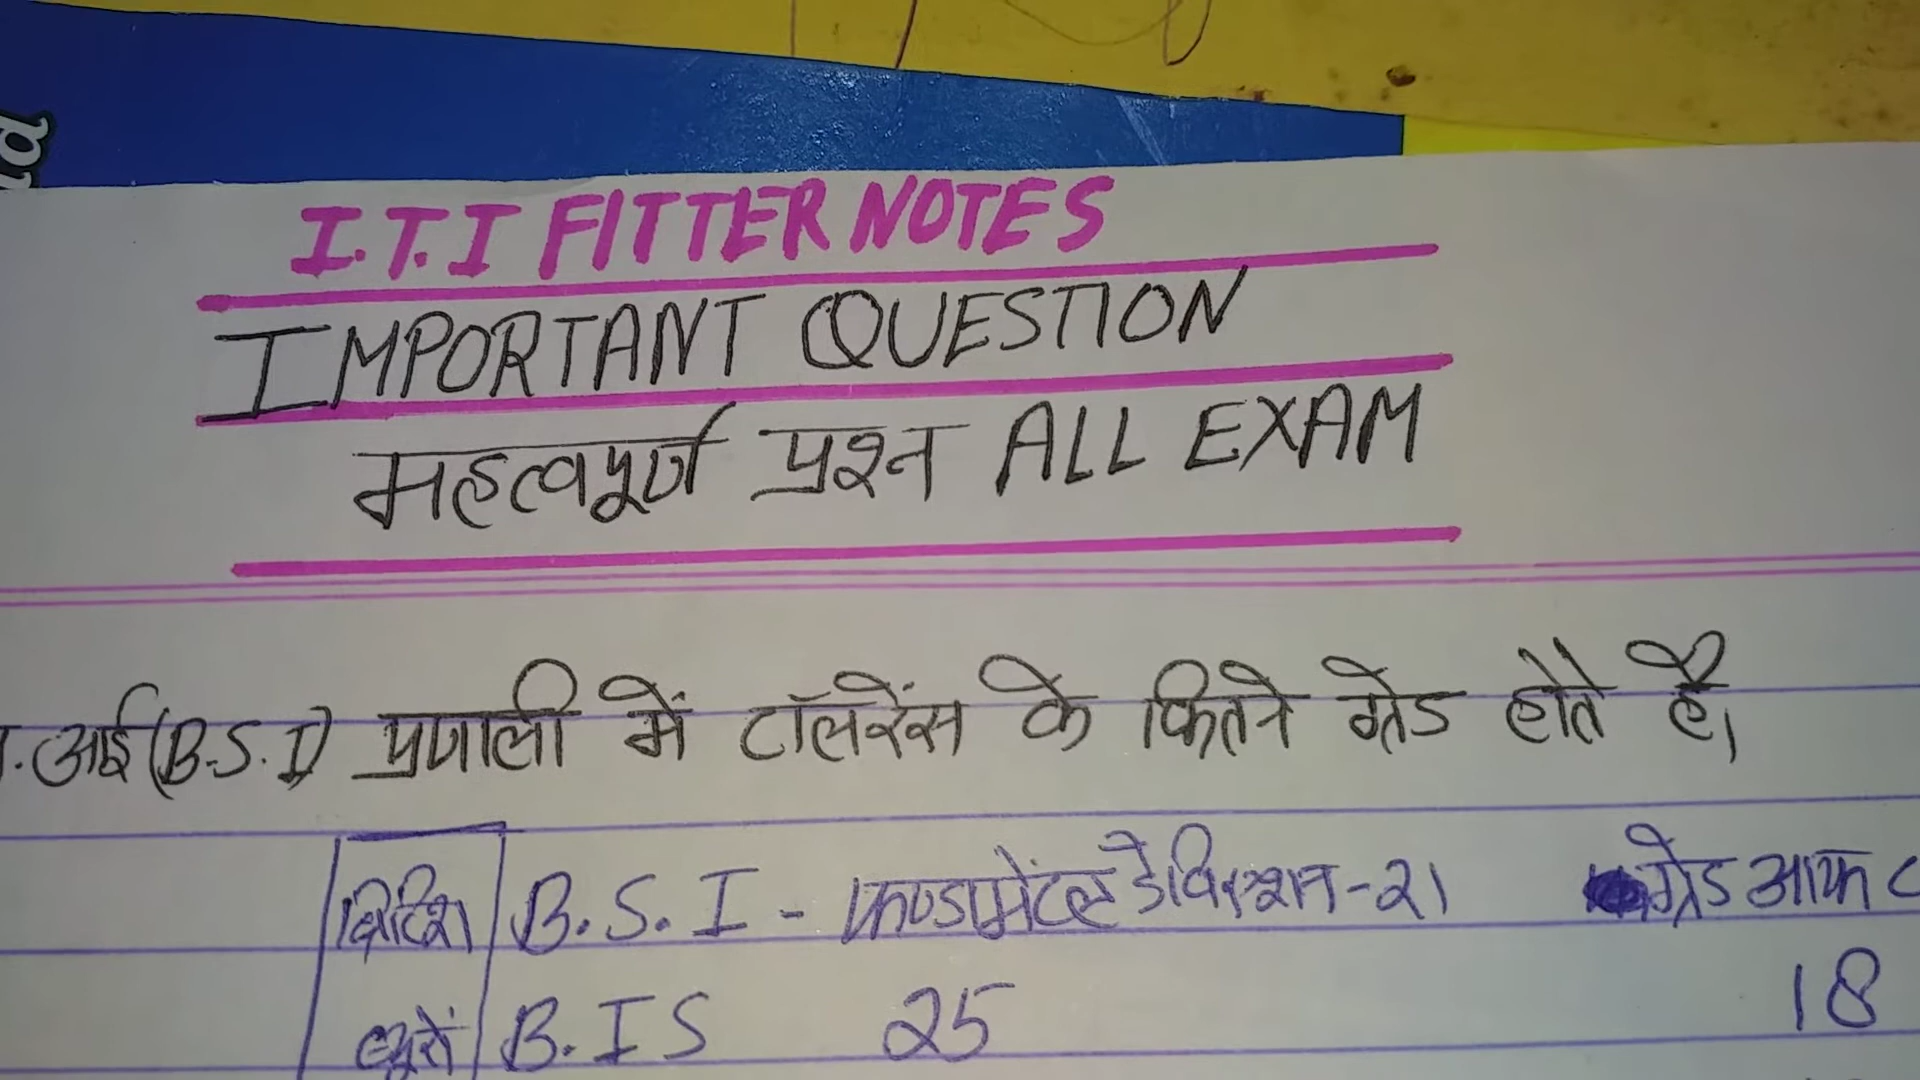 I.T.I FITTER NOTES
IMPORTANT QUESTION
महत्वपूर्ण प्रश्न ALL EXAM
.आई (B.S.I) प्रणाली में टॉलरेंस के कितने ग्रेड होते है।
ब्रिटिश B.S.I - फण्डामेंटल डेविएशन-21 ग्रेड आफ
ब्यूरो B.I S 25 18